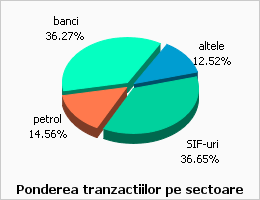 banci
36.27%
altele
12.52%
petrol
14.56%
SIF-uri
36.65%
Ponderea tranzactiilor pe sectoare